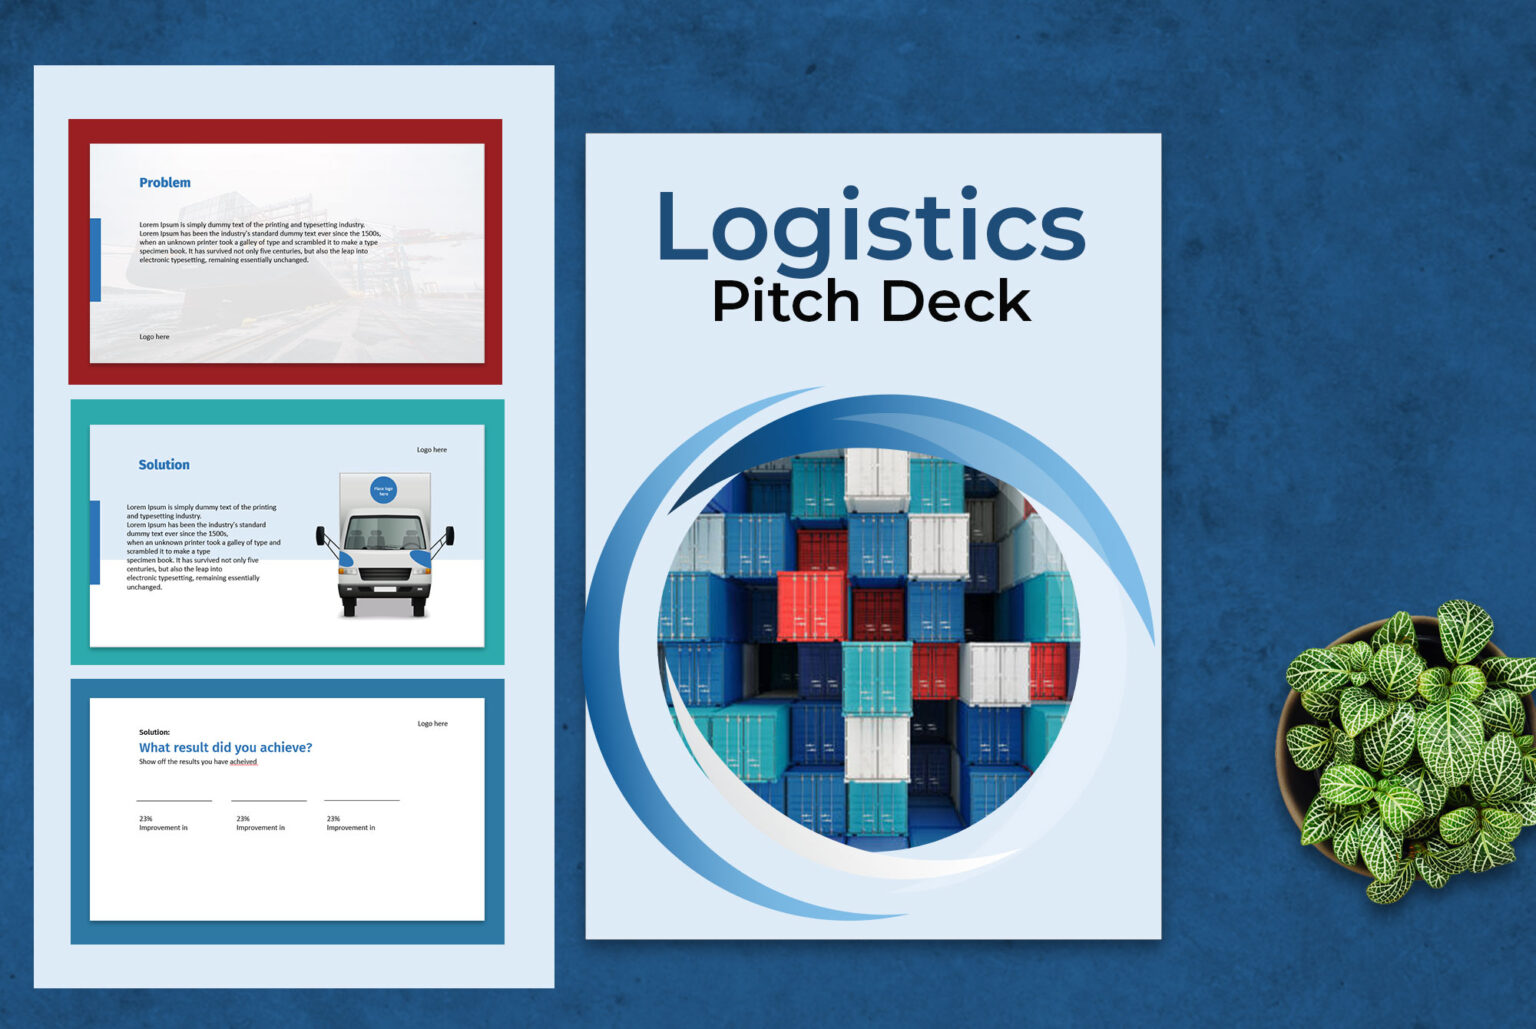 Problem
Lorem Ipsum is simply dummy text of the printing and typesetting industry.
Lorem Ipsum has been the industry's standard dummy text ever since the 1500s,
when an unknown printer took a galley of type and scrambled it to make a type
specimen book. It has survived not only five centuries, but also the leap into
electronic typesetting, remaining essentially unchanged.
Logo here
Logo here
Solution
Place logo
here
Lorem Ipsum is simply dummy text of the printing
and typesetting industry.
Lorem Ipsum has been the industry's standard
dummy text ever since the 1500s,
when an unknown printer took a galley of type and
scrambled it to make a type
specimen book. It has survived not only five
centuries, but also the leap into
electronic typesetting, remaining essentially
unchanged.
Logo here
Solution:
What result did you achieve?
Show off the results you have acheived
23%
Improvement in
23%
Improvement in
23%
Improvement in
Logistics
Pitch Deck